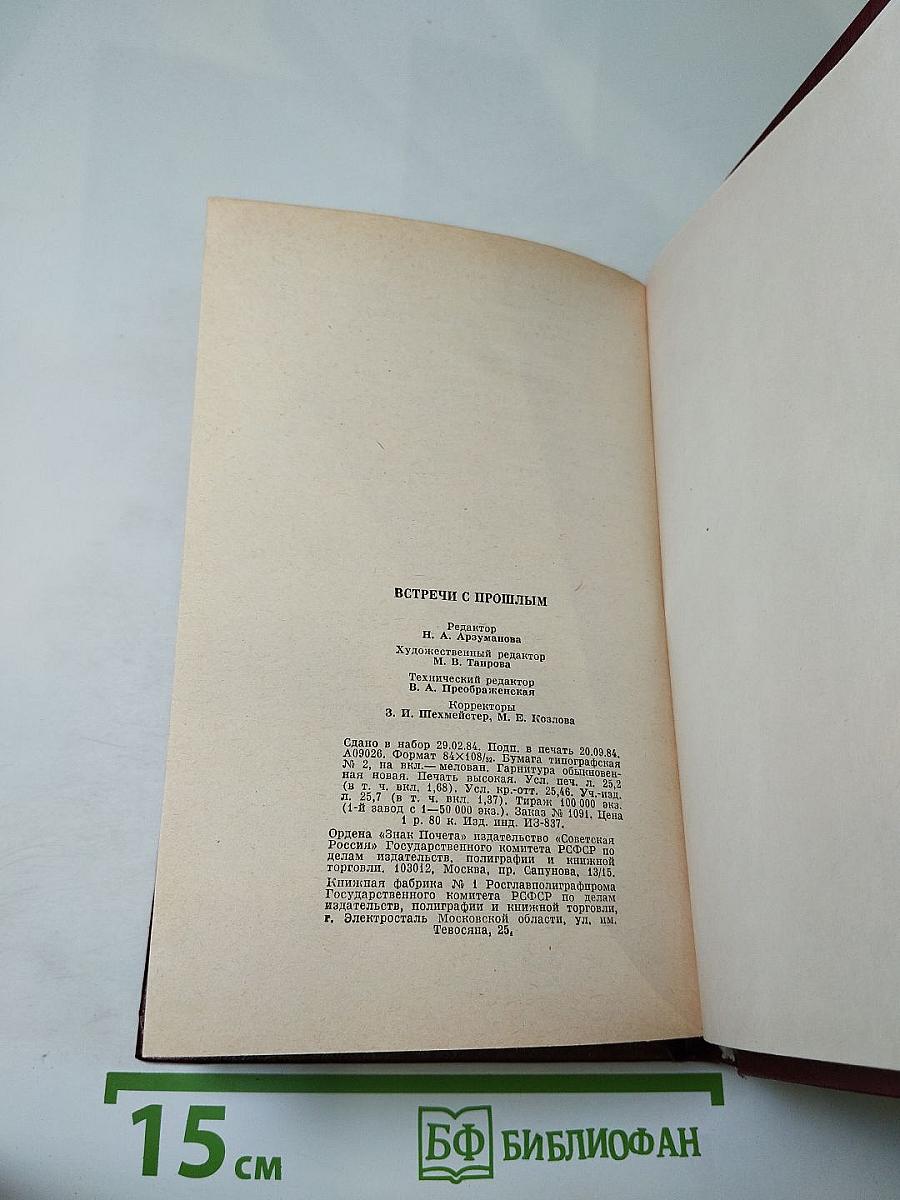 ВСТРЕЧИ С ПРОШЛЫМ
Редактор
Н. А. Арзуманова
Художественный редактор
М. В. Таирова
Технический редактор
В. А. Преображенская
Корректоры
З. И. Шехмейстер, М. Е. Козлова
Сдано в набор 29.02.84. Подп. в печать 20.09.84.
А09026. Формат 84×108/32. Бумага типографская
№ 2, на вкл.— мелован. Гарнитура обыкновен-
ная новая. Печать высокая. Усл. печ. л. 25,2
(в т. ч. вкл. 1,68). Усл. кр.-отт. 25,46. Уч.-изд.
л. 25,7 (в т. ч. вкл. 1,37). Тираж 100 000 экз.
(1-й завод с 1—50 000 экз.). Заказ № 1091. Цена
1 р. 80 к. Изд. инд. ИЗ-837.
Ордена «Знак Почета» издательство «Советская
Россия» Государственного комитета РСФСР по
делам издательств, полиграфии и книжной
торговли. 103012, Москва, пр. Сапунова, 13/15.
Книжная фабрика № 1 Росглавполиграфпрома
Государственного комитета РСФСР по делам
издательств, полиграфии и книжной торговли,
г. Электросталь Московской области, ул. им.
Тевосяна, 25.
15 см
БФ БИБЛИОФАН